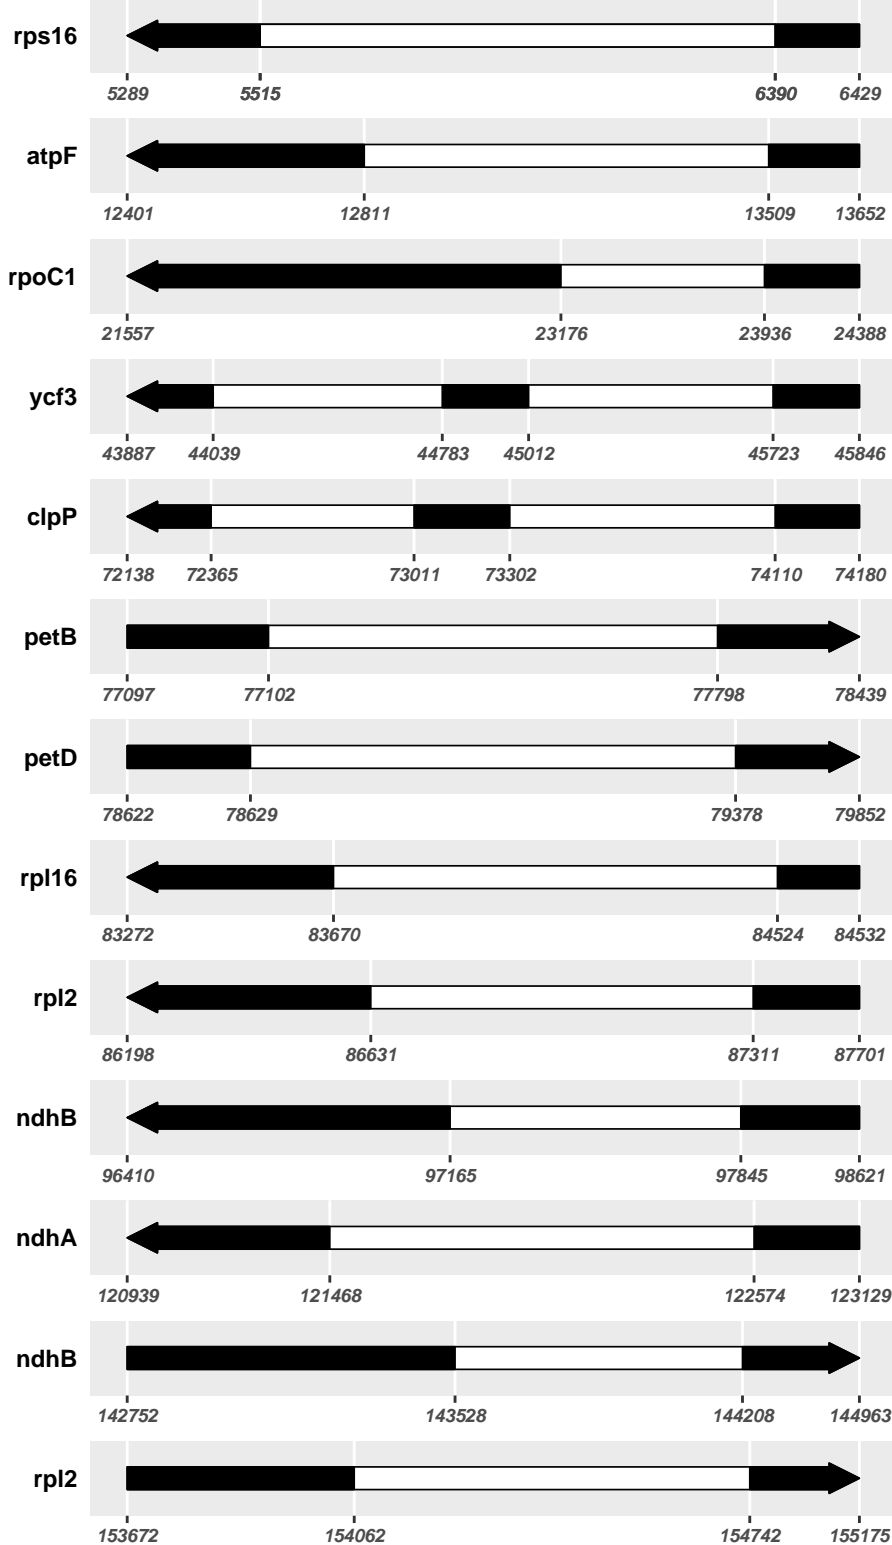 rps16
5289 5515 6390 6429
atpF
12401 12811 13509 13652
rpoC1
21557 23176 23936 24388
ycf3
43887 44039 44783 45012 45723 45846
clpP
72138 72365 73011 73302 74110 74180
petB
77097 77102 77798 78439
petD
78622 78629 79378 79852
rpl16
83272 83670 84524 84532
rpl2
86198 86631 87311 87701
ndhB
96410 97165 97845 98621
ndhA
120939 121468 122574 123129
ndhB
142752 143528 144208 144963
rpl2
153672 154062 154742 155175